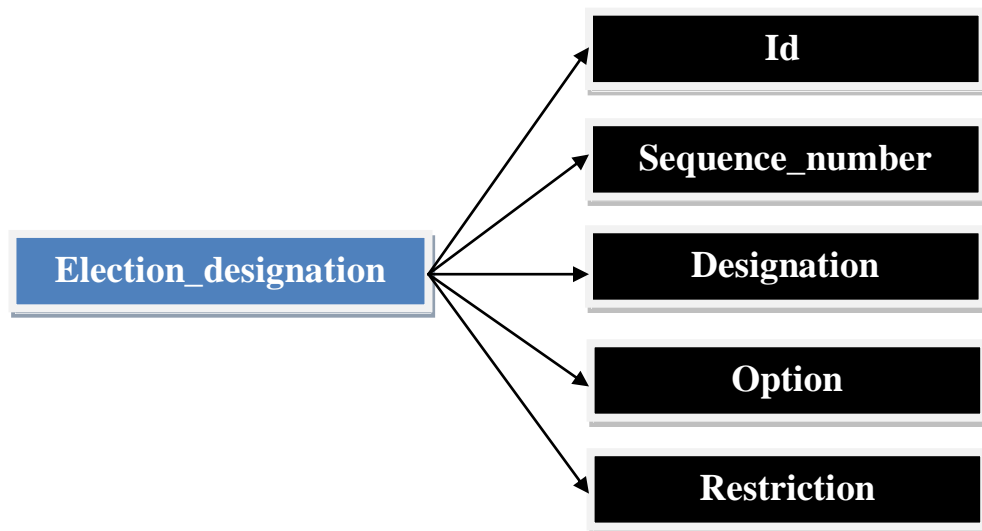 Id
Sequence_number
Election_designation
Designation
Option
Restriction